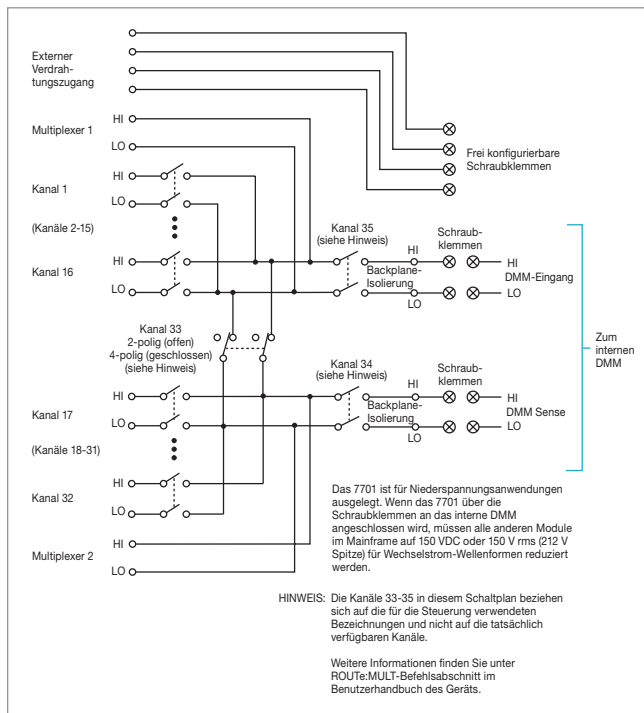 Externer
Verdrah-
tungszugang
Frei konfigurierbare
Schraubklemmen
Multiplexer 1
HI
LO
Kanal 1
HI
LO
(Kanäle 2-15)
Kanal 16
HI
LO
Kanal 35
(siehe Hinweis)
HI
Backplane-
Isolierung
LO
Schraub-
klemmen
HI
DMM-Eingang
LO
Kanal 33
2-polig (offen)
4-polig (geschlossen)
(siehe Hinweis)
Zum
internen
DMM
Kanal 34
(siehe Hinweis)
HI
Backplane-
Isolierung
LO
Schraub-
klemmen
HI
DMM Sense
LO
Kanal 17
HI
LO
(Kanäle 18-31)
Kanal 32
HI
LO
Multiplexer 2
HI
LO
Das 7701 ist für Niederspannungsanwendungen
ausgelegt. Wenn das 7701 über die
Schraubklemmen an das interne DMM
angeschlossen wird, müssen alle anderen Module
im Mainframe auf 150 VDC oder 150 V rms (212 V
Spitze) für Wechselstrom-Wellenformen reduziert
werden.
HINWEIS: Die Kanäle 33-35 in diesem Schaltplan beziehen
sich auf die für die Steuerung verwendeten
Bezeichnungen und nicht auf die tatsächlich
verfügbaren Kanäle.
Weitere Informationen finden Sie unter
ROUTe:MULT-Befehlsabschnitt im
Benutzerhandbuch des Geräts.